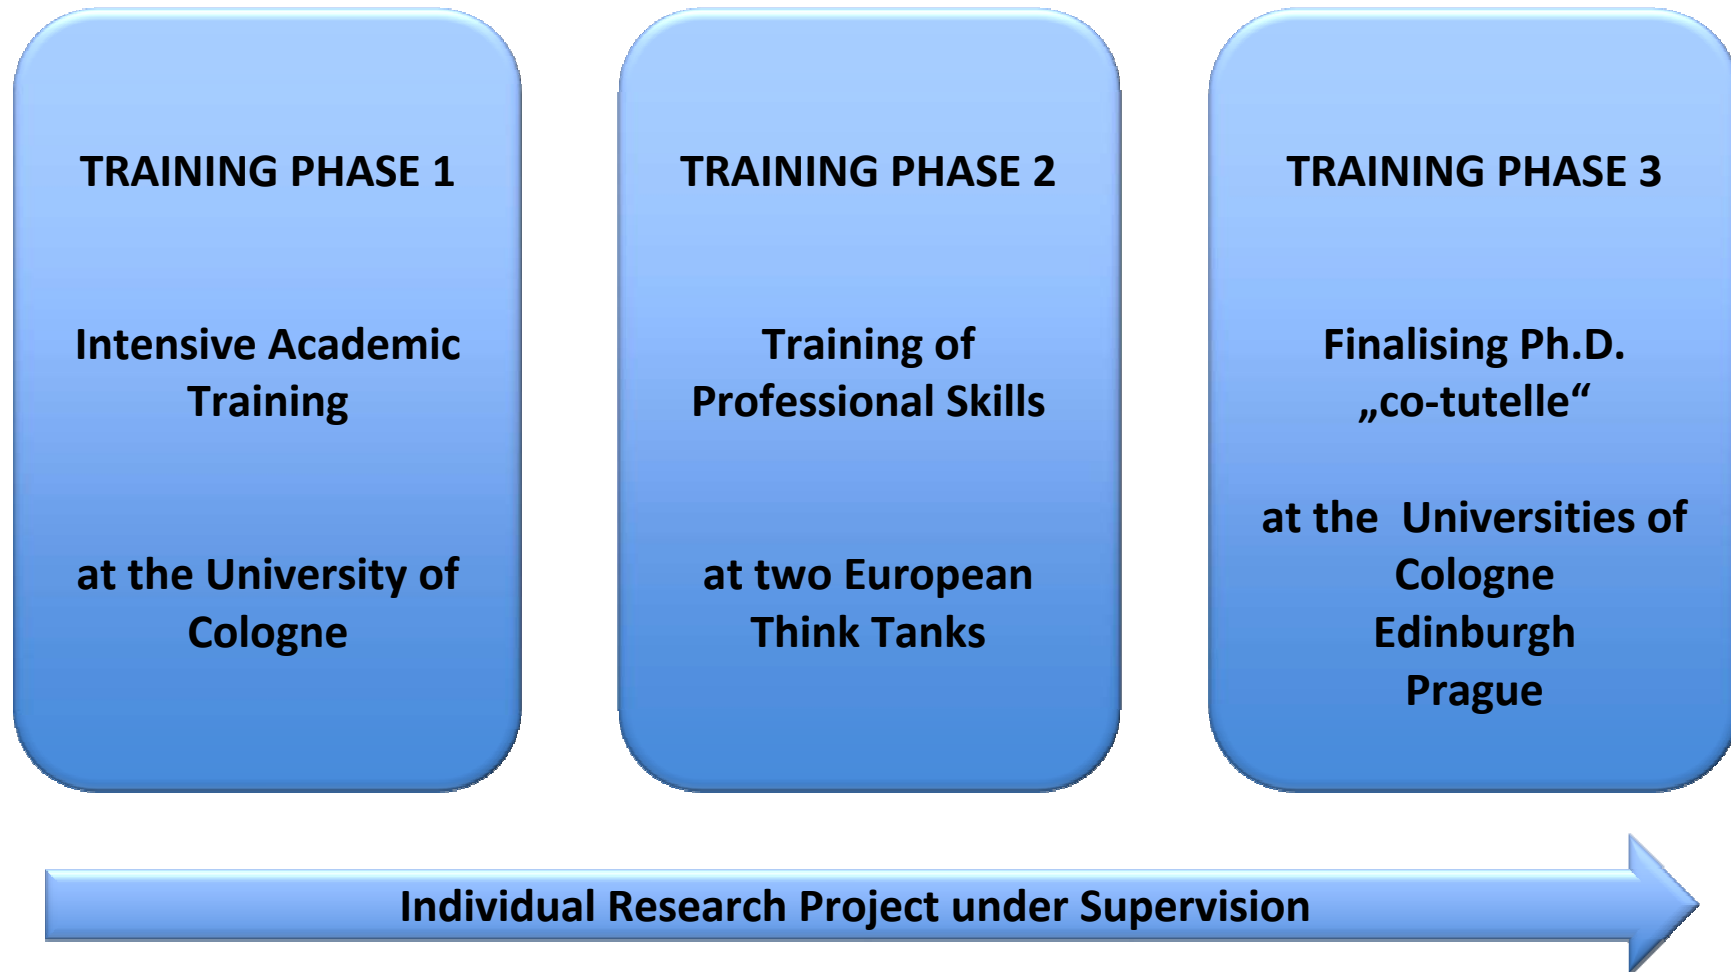 TRAINING PHASE 1
Intensive Academic
Training
at the University of
Cologne
TRAINING PHASE 2
Training of
Professional Skills
at two European
Think Tanks
TRAINING PHASE 3
Finalising Ph.D.
„co-tutelle“
at the  Universities of
Cologne
Edinburgh
Prague
Individual Research Project under Supervision